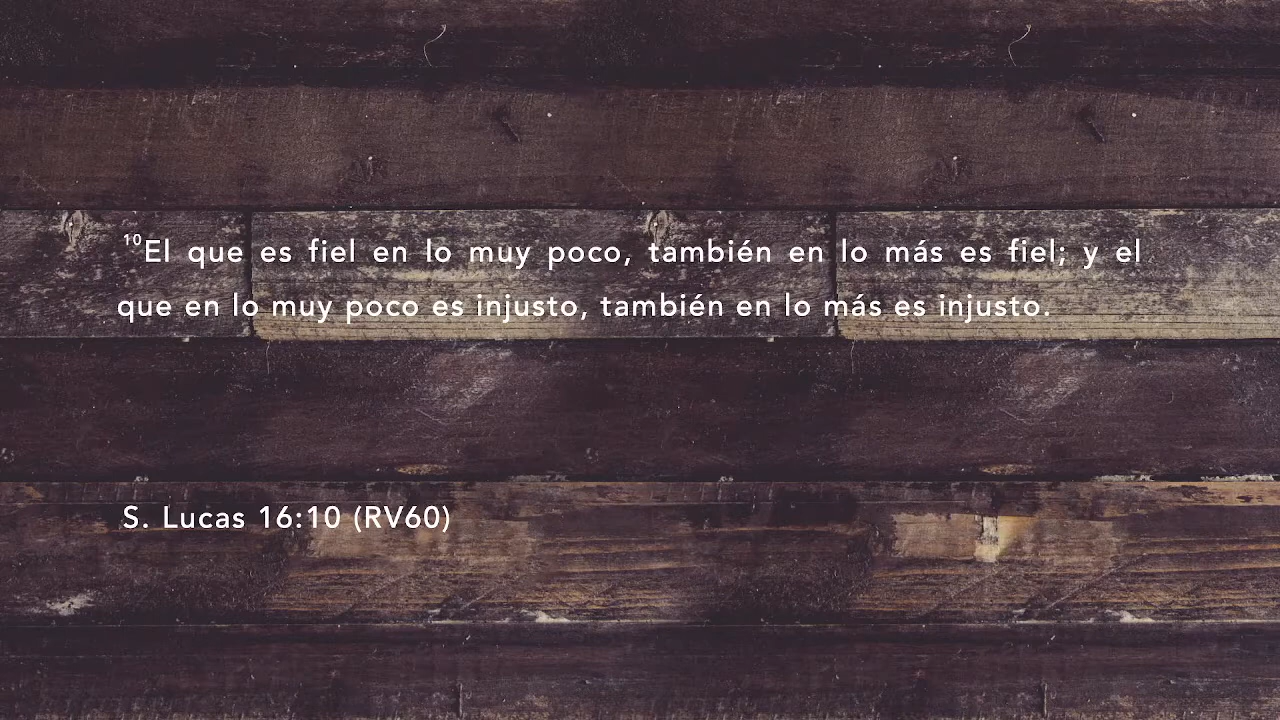 ¹⁰El que es fiel en lo muy poco, también en lo más es fiel; y el
que en lo muy poco es injusto, también en lo más es injusto.
S. Lucas 16:10 (RV60)